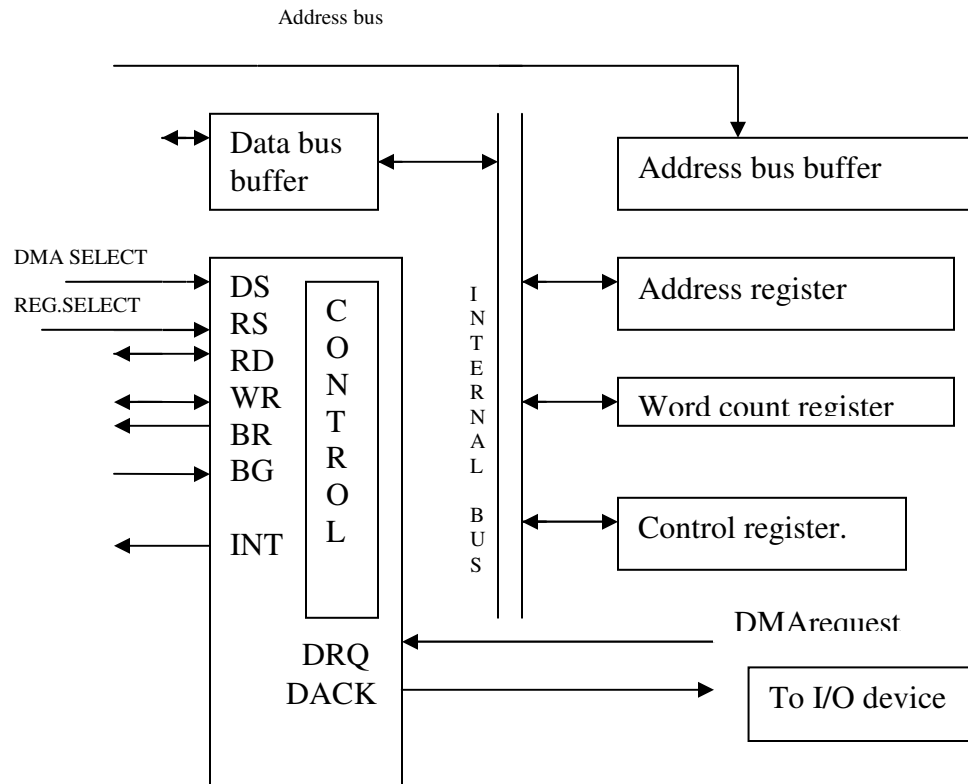 Address bus
Data bus
buffer
Address bus buffer
DMA SELECT
REG.SELECT
DS
RS
RD
WR
BR
BG
INT
CONTROL
DRQ
DACK
INTERNAL BUS
Address register
Word count register
Control register.
DMArequest
To I/O device